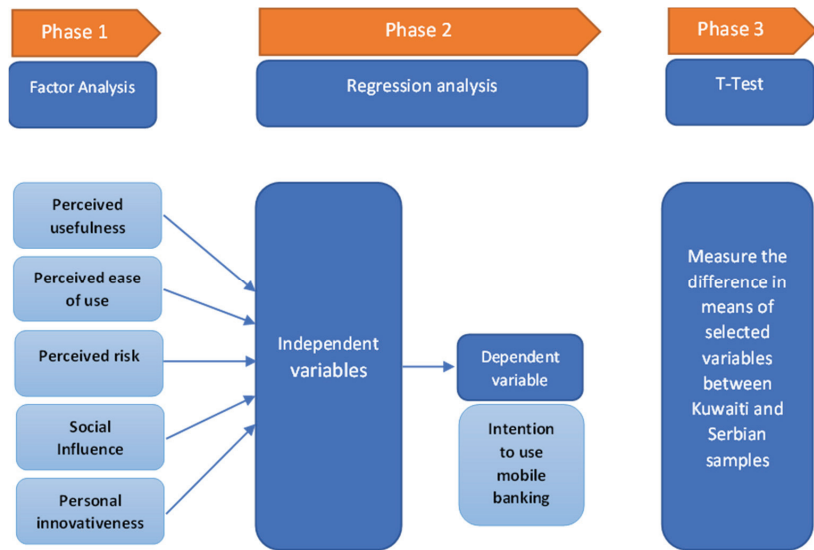 Phase 1
Phase 2
Phase 3
Factor Analysis
Regression analysis
T-Test
Perceived
usefulness
Perceived ease
of use
Perceived risk
Social
Influence
Personal
innovativeness
Independent
variables
Dependent
variable
Intention
to use
mobile
banking
Measure the
difference in
means of
selected
variables
between
Kuwaiti and
Serbian
samples